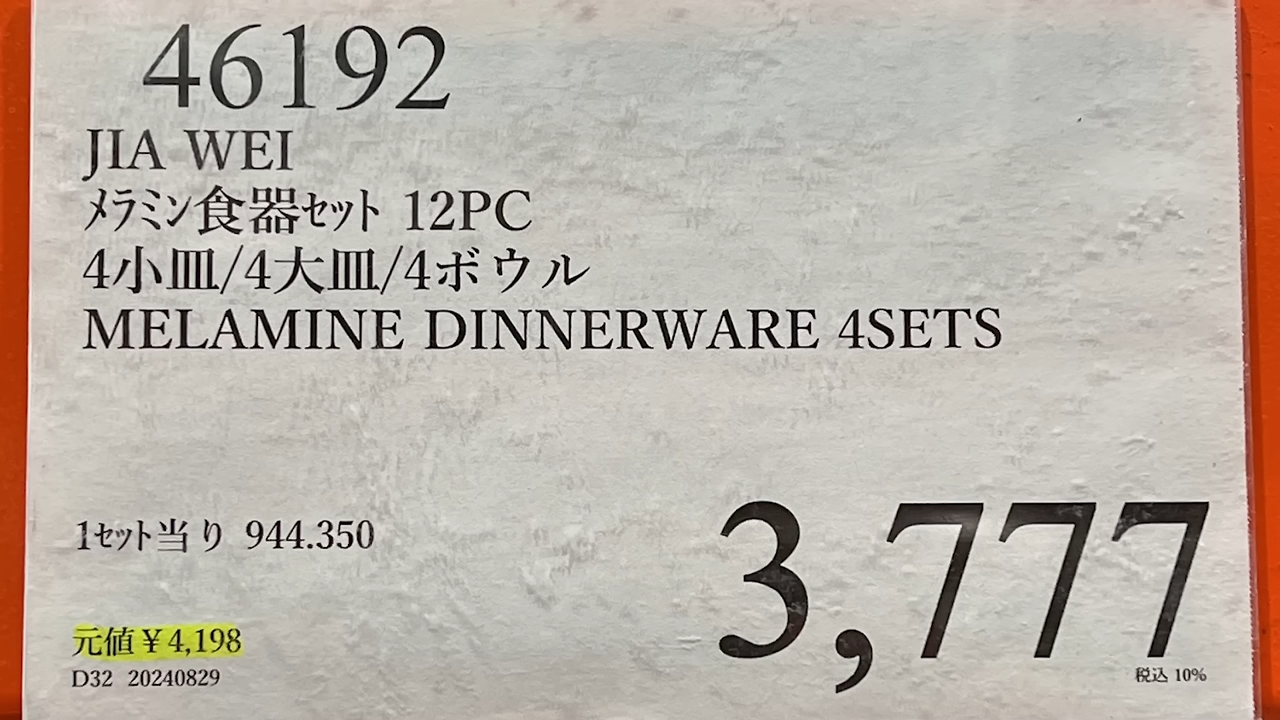 46192
JIA WEI
ﾒﾗﾐﾝ食器ｾｯﾄ 12PC
4小皿/4大皿/4ボウル
MELAMINE DINNERWARE 4SETS
1ｾｯﾄ当り 944.350
3,777
元値￥4,198
D32 20240829
税込 10%